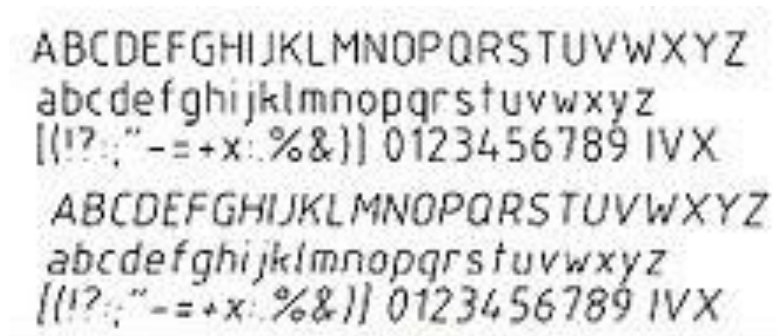 ABCDEFGHIJKLMNOPQRSTUVWXYZ
abcdefghijklmnopqrstuvwxyz
[(!?:;"-=+x:.%&)] 0123456789 IVX
ABCDEFGHIJKLMNOPQRSTUVWXYZ
abcdefghijklmnopqrstuvwxyz
[(!?:;"-=+x:.%&)] 0123456789 IVX